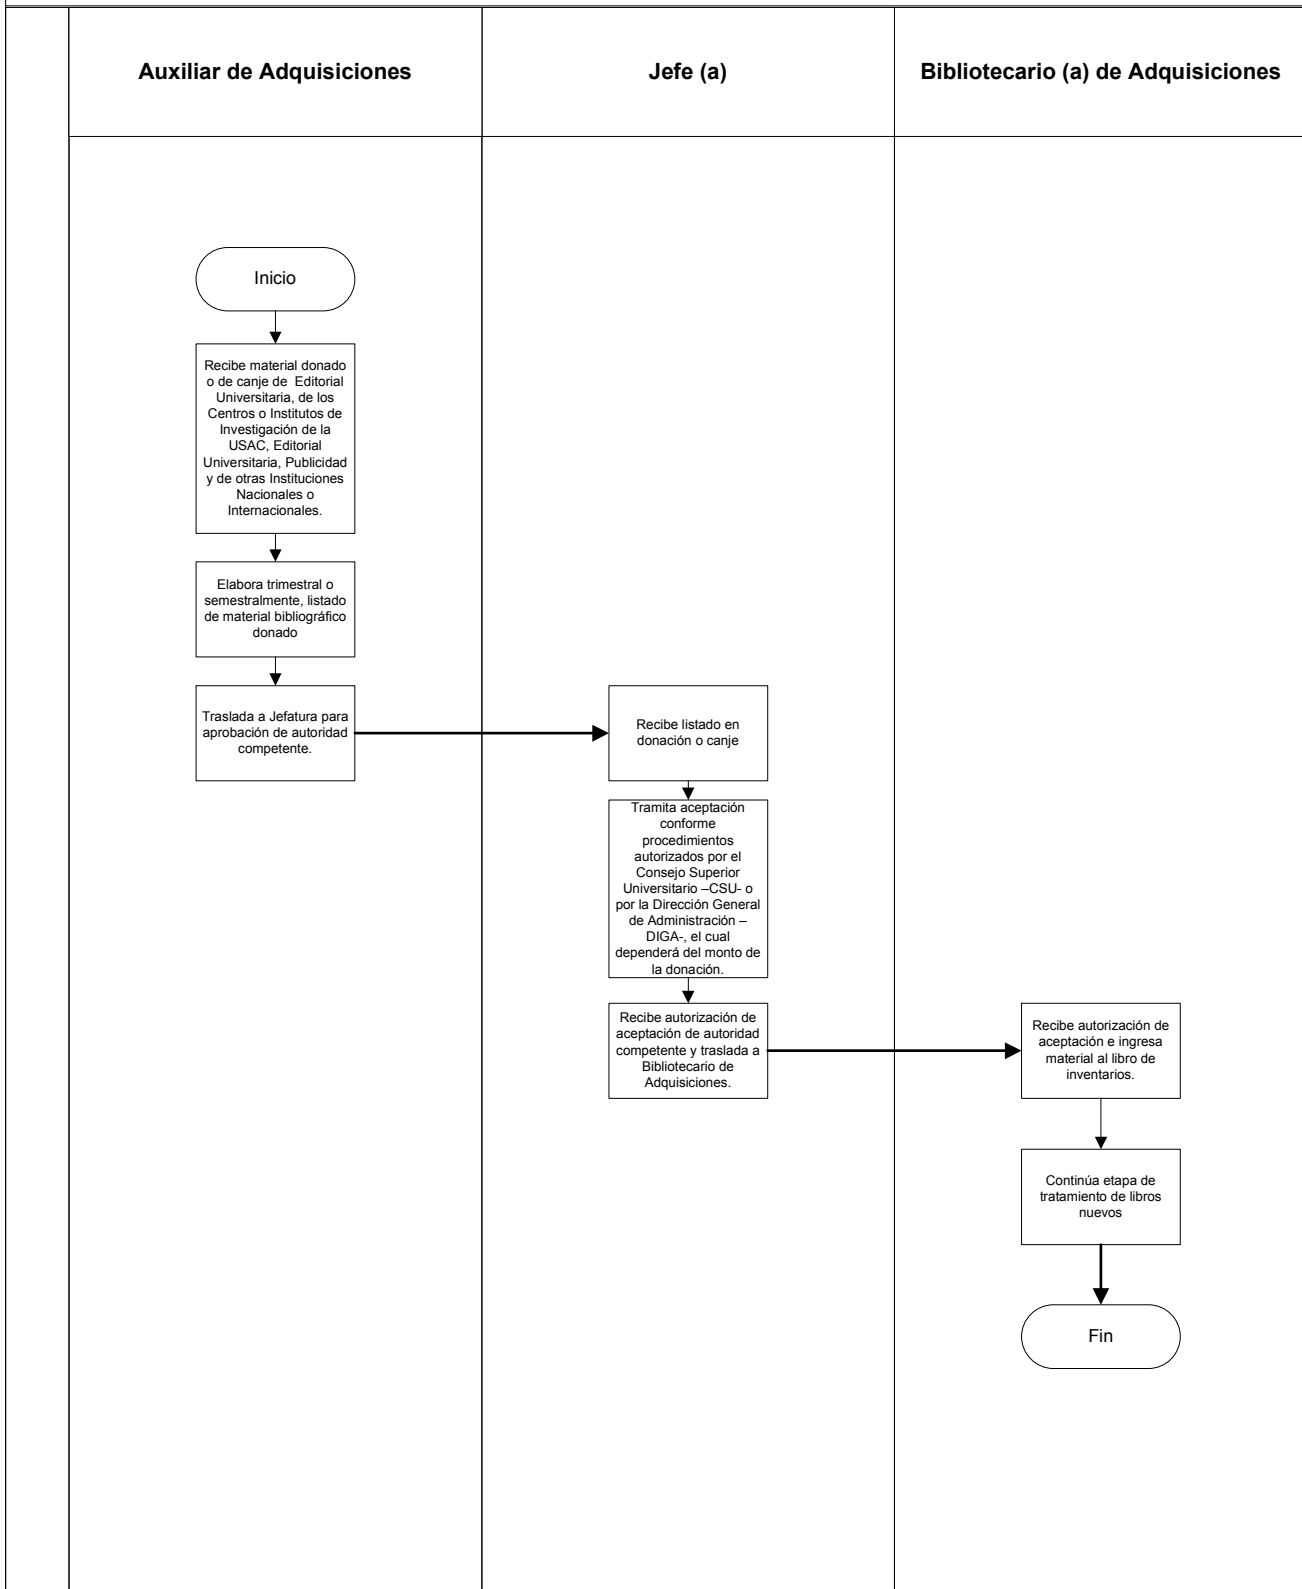 Auxiliar de Adquisiciones
Jefe (a)
Bibliotecario (a) de Adquisiciones
Inicio
Recibe material donado
o de canje de  Editorial
Universitaria, de los
Centros o Institutos de
Investigación de la
USAC, Editorial
Universitaria, Publicidad
y de otras Instituciones
Nacionales o
Internacionales.
Elabora trimestral o
semestralmente, listado
de material bibliográfico
donado
Traslada a Jefatura para
aprobación de autoridad
competente.
Recibe listado en
donación o canje
Tramita aceptación
conforme
procedimientos
autorizados por el
Consejo Superior
Universitario –CSU- o
por la Dirección General
de Administración –
DIGA-, el cual
dependerá del monto de
la donación.
Recibe autorización de
aceptación de autoridad
competente y traslada a
Bibliotecario de
Adquisiciones.
Recibe autorización de
aceptación e ingresa
material al libro de
inventarios.
Continúa etapa de
tratamiento de libros
nuevos
Fin